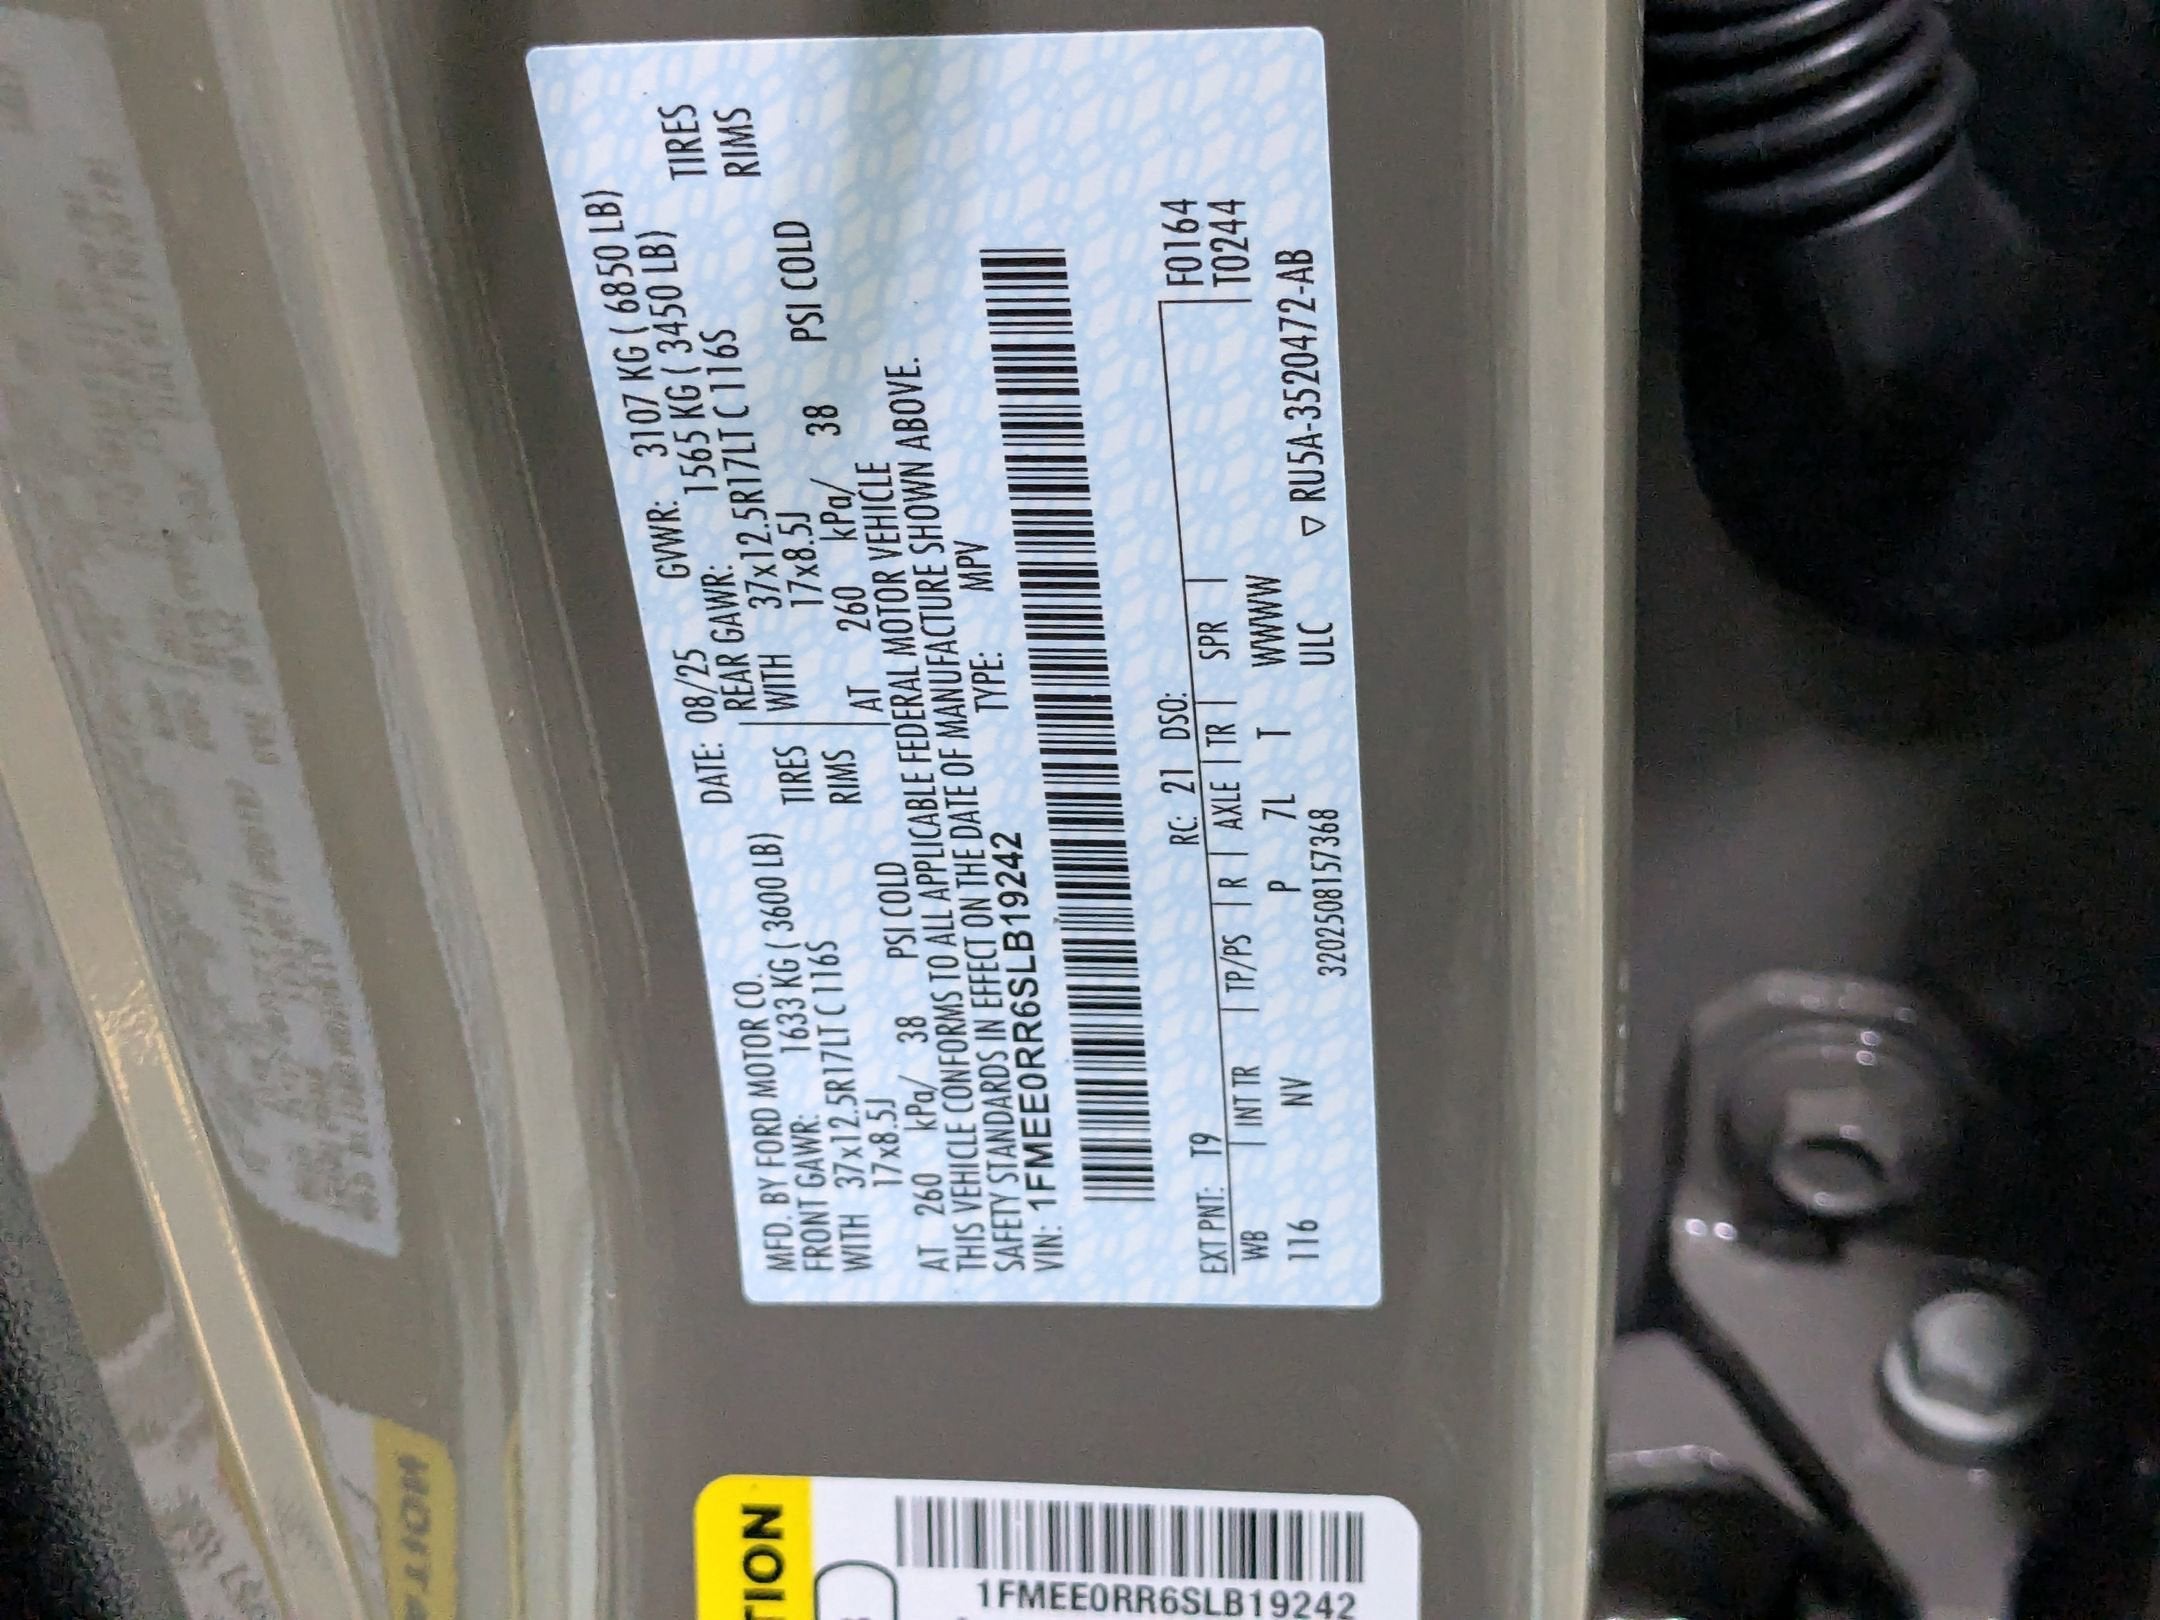 MFD. BY FORD MOTOR CO. DATE: 08/25 GVWR: 3107 KG ( 6850 LB)
FRONT GAWR: 1633 KG ( 3600 LB) REAR GAWR: 1565 KG ( 3450 LB)
WITH 37x12.5R17LT C 116S TIRES WITH 37x12.5R17LT C 116S TIRES
17x8.5J RIMS 17x8.5J RIMS
AT 260 kPa/ 38 PSI COLD AT 260 kPa/ 38 PSI COLD
THIS VEHICLE CONFORMS TO ALL APPLICABLE FEDERAL MOTOR VEHICLE
SAFETY STANDARDS IN EFFECT ON THE DATE OF MANUFACTURE SHOWN ABOVE.
VIN: 1FMEE0RR6SLB19242 TYPE: MPV
EXT PNT: T9 RC: 21 DSO: F0164
WB | INT TR | TP/PS | R | AXLE | TR | SPR | T0244
116 NV P 7L T WWWW
3202508157368 ULC ▽ RU5A-3520472-AB
TION
1FMEE0RR6SLB19242